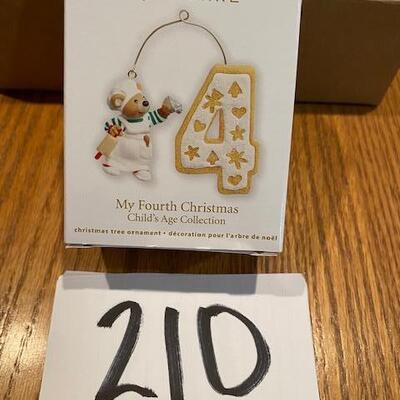 4
My Fourth Christmas
Child's Age Collection
christmas tree ornament • décoration pour l'arbre de noël
210